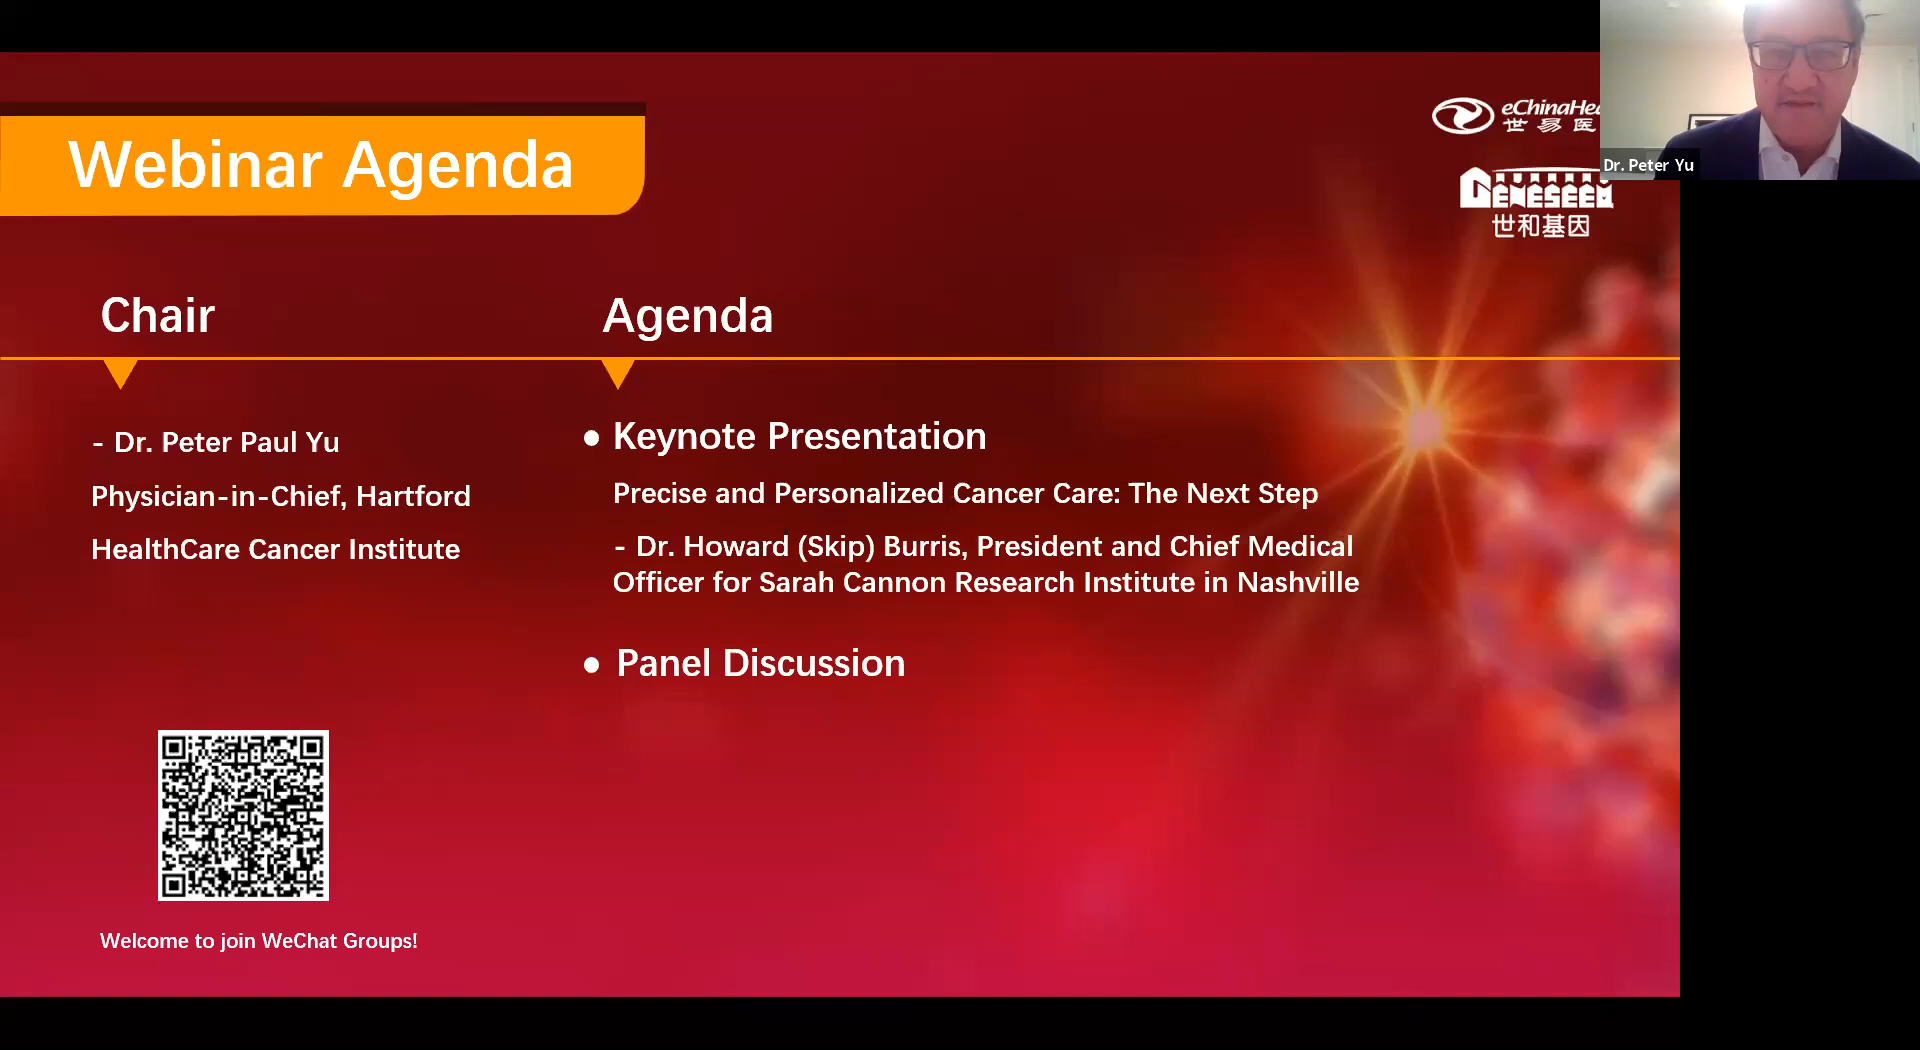 Webinar Agenda
eChinaHea
世易医
Dr. Peter Yu
GENESEEQ
世和基因
Chair
Agenda
- Dr. Peter Paul Yu
Physician-in-Chief, Hartford
HealthCare Cancer Institute
● Keynote Presentation
Precise and Personalized Cancer Care: The Next Step
- Dr. Howard (Skip) Burris, President and Chief Medical
Officer for Sarah Cannon Research Institute in Nashville
● Panel Discussion
Welcome to join WeChat Groups!